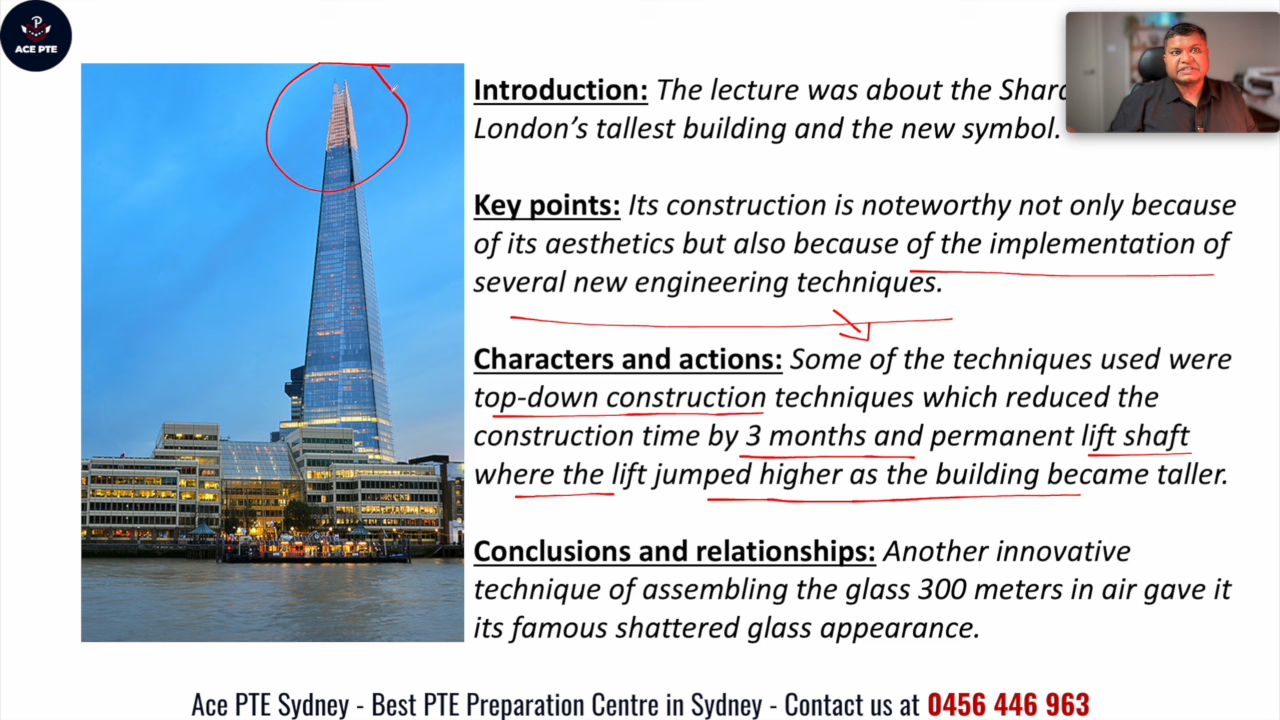 P
ACE PTE
Introduction: The lecture was about the Shard
London’s tallest building and the new symbol.
Key points: Its construction is noteworthy not only because
of its aesthetics but also because of the implementation of
several new engineering techniques.
Characters and actions: Some of the techniques used were
top-down construction techniques which reduced the
construction time by 3 months and permanent lift shaft
where the lift jumped higher as the building became taller.
Conclusions and relationships: Another innovative
technique of assembling the glass 300 meters in air gave it
its famous shattered glass appearance.
Ace PTE Sydney - Best PTE Preparation Centre in Sydney - Contact us at 0456 446 963